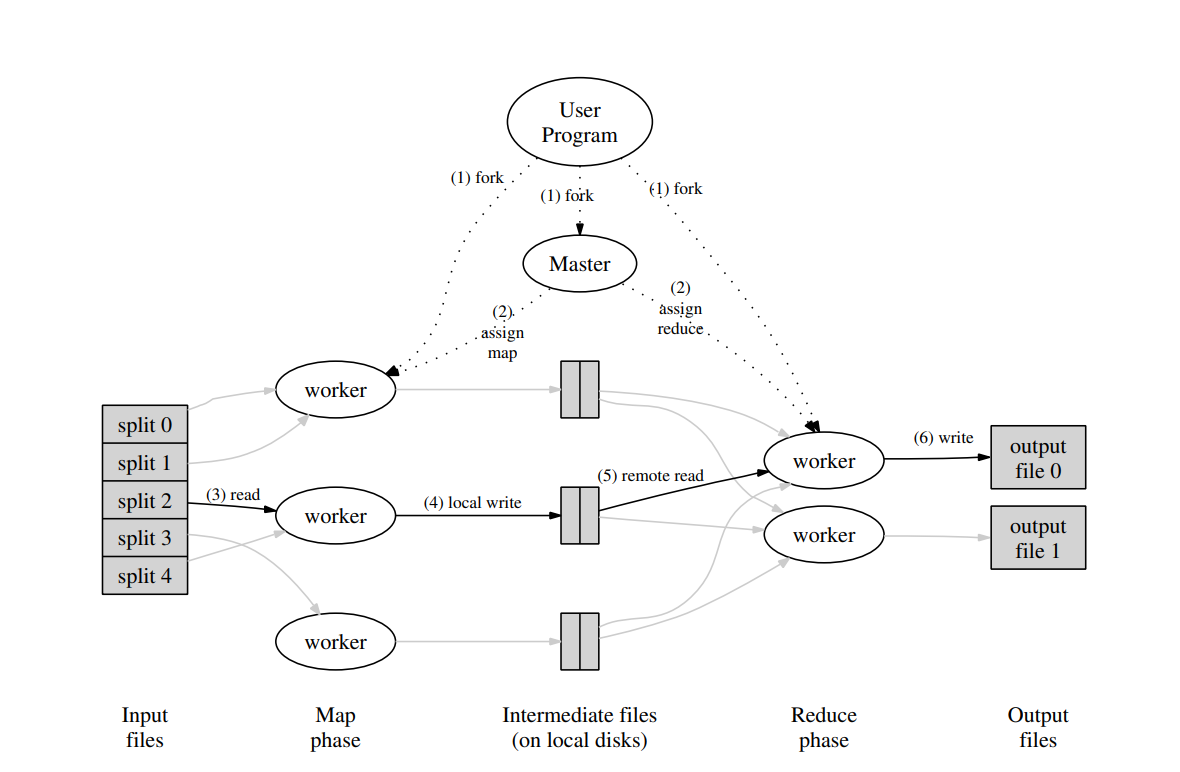 User
Program
(1) fork
(1) fork
(1) fork
Master
(2)
assign
map
(2)
assign
reduce
worker
split 0
split 1
split 2
split 3
split 4
(3) read
worker
(4) local write
worker
(5) remote read
worker
worker
(6) write
output
file 0
output
file 1
Input
files
Map
phase
Intermediate files
(on local disks)
Reduce
phase
Output
files